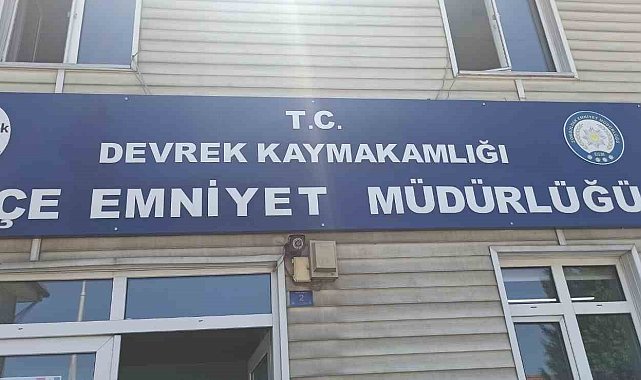 T.C.
DEVREK KAYMAKAMLIĞI
ÇE EMNİYET MÜDÜRLÜĞÜ
2